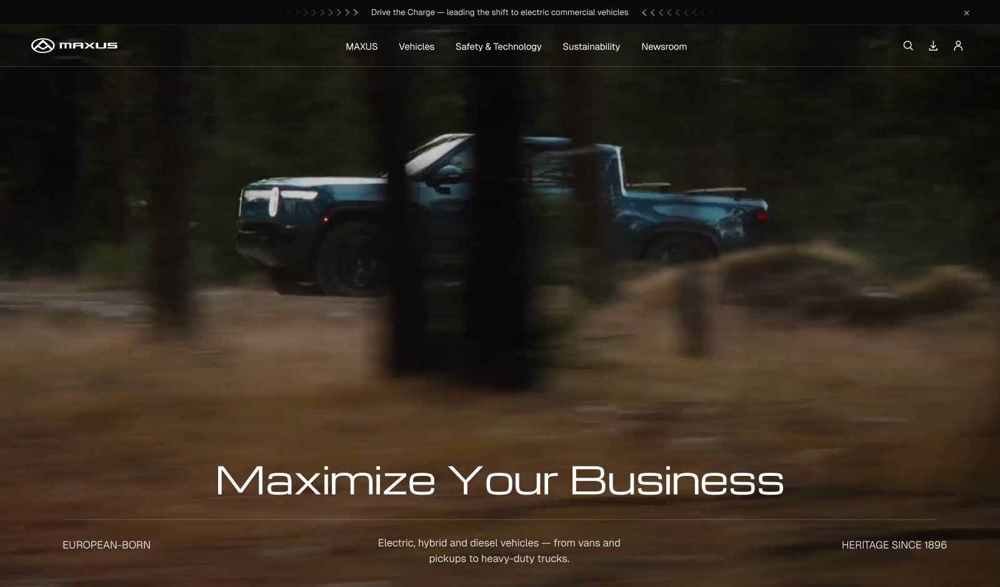 Drive the Charge — leading the shift to electric commercial vehicles
MAXUS
MAXUS
Vehicles
Safety & Technology
Sustainability
Newsroom
Maximize Your Business
EUROPEAN-BORN
Electric, hybrid and diesel vehicles — from vans and
pickups to heavy-duty trucks.
HERITAGE SINCE 1896